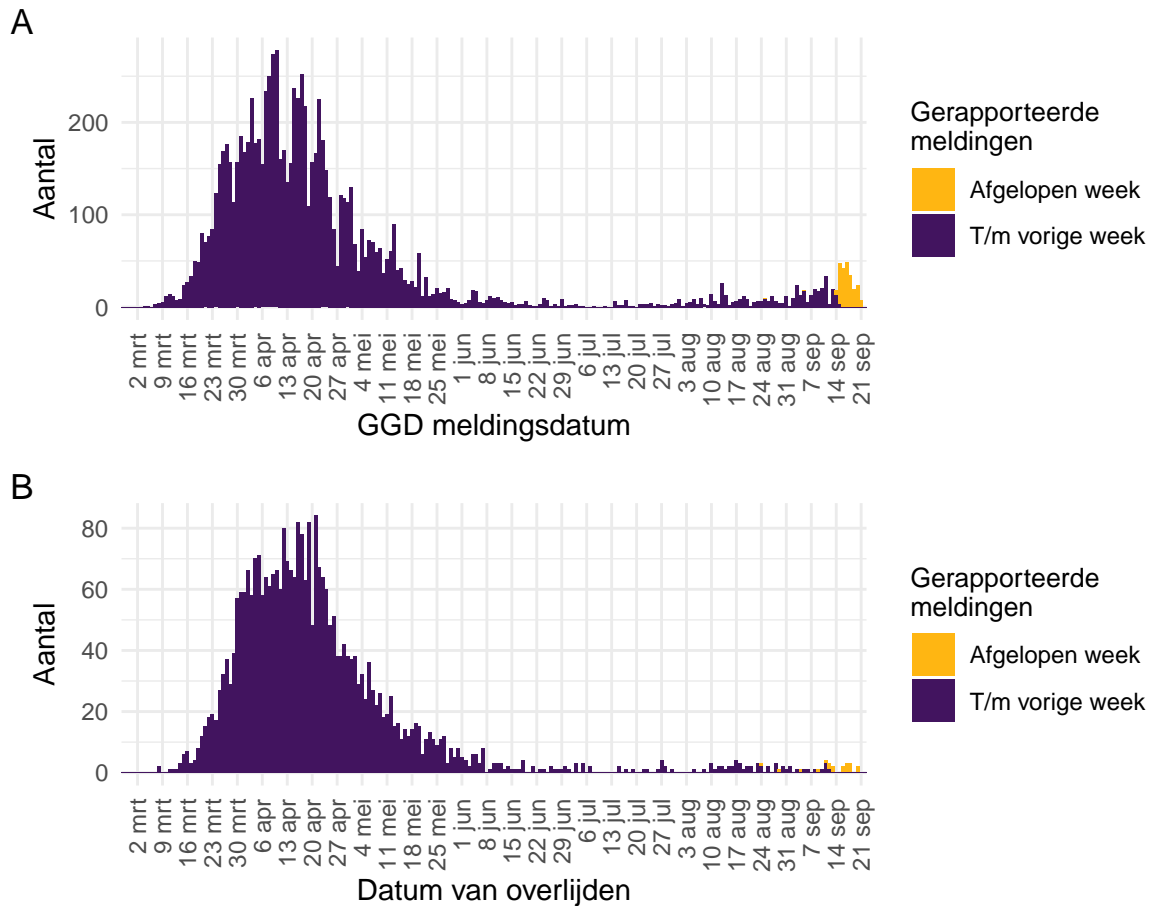 A
Aantal
200
100
0
2 mrt
9 mrt
16 mrt
23 mrt
30 mrt
6 apr
13 apr
20 apr
27 apr
4 mei
11 mei
18 mei
25 mei
1 jun
8 jun
15 jun
22 jun
29 jun
6 jul
13 jul
20 jul
27 jul
3 aug
10 aug
17 aug
24 aug
31 aug
7 sep
14 sep
21 sep
GGD meldingsdatum
Gerapporteerde
meldingen
Afgelopen week
T/m vorige week
B
Aantal
80
60
40
20
0
2 mrt
9 mrt
16 mrt
23 mrt
30 mrt
6 apr
13 apr
20 apr
27 apr
4 mei
11 mei
18 mei
25 mei
1 jun
8 jun
15 jun
22 jun
29 jun
6 jul
13 jul
20 jul
27 jul
3 aug
10 aug
17 aug
24 aug
31 aug
7 sep
14 sep
21 sep
Datum van overlijden
Gerapporteerde
meldingen
Afgelopen week
T/m vorige week